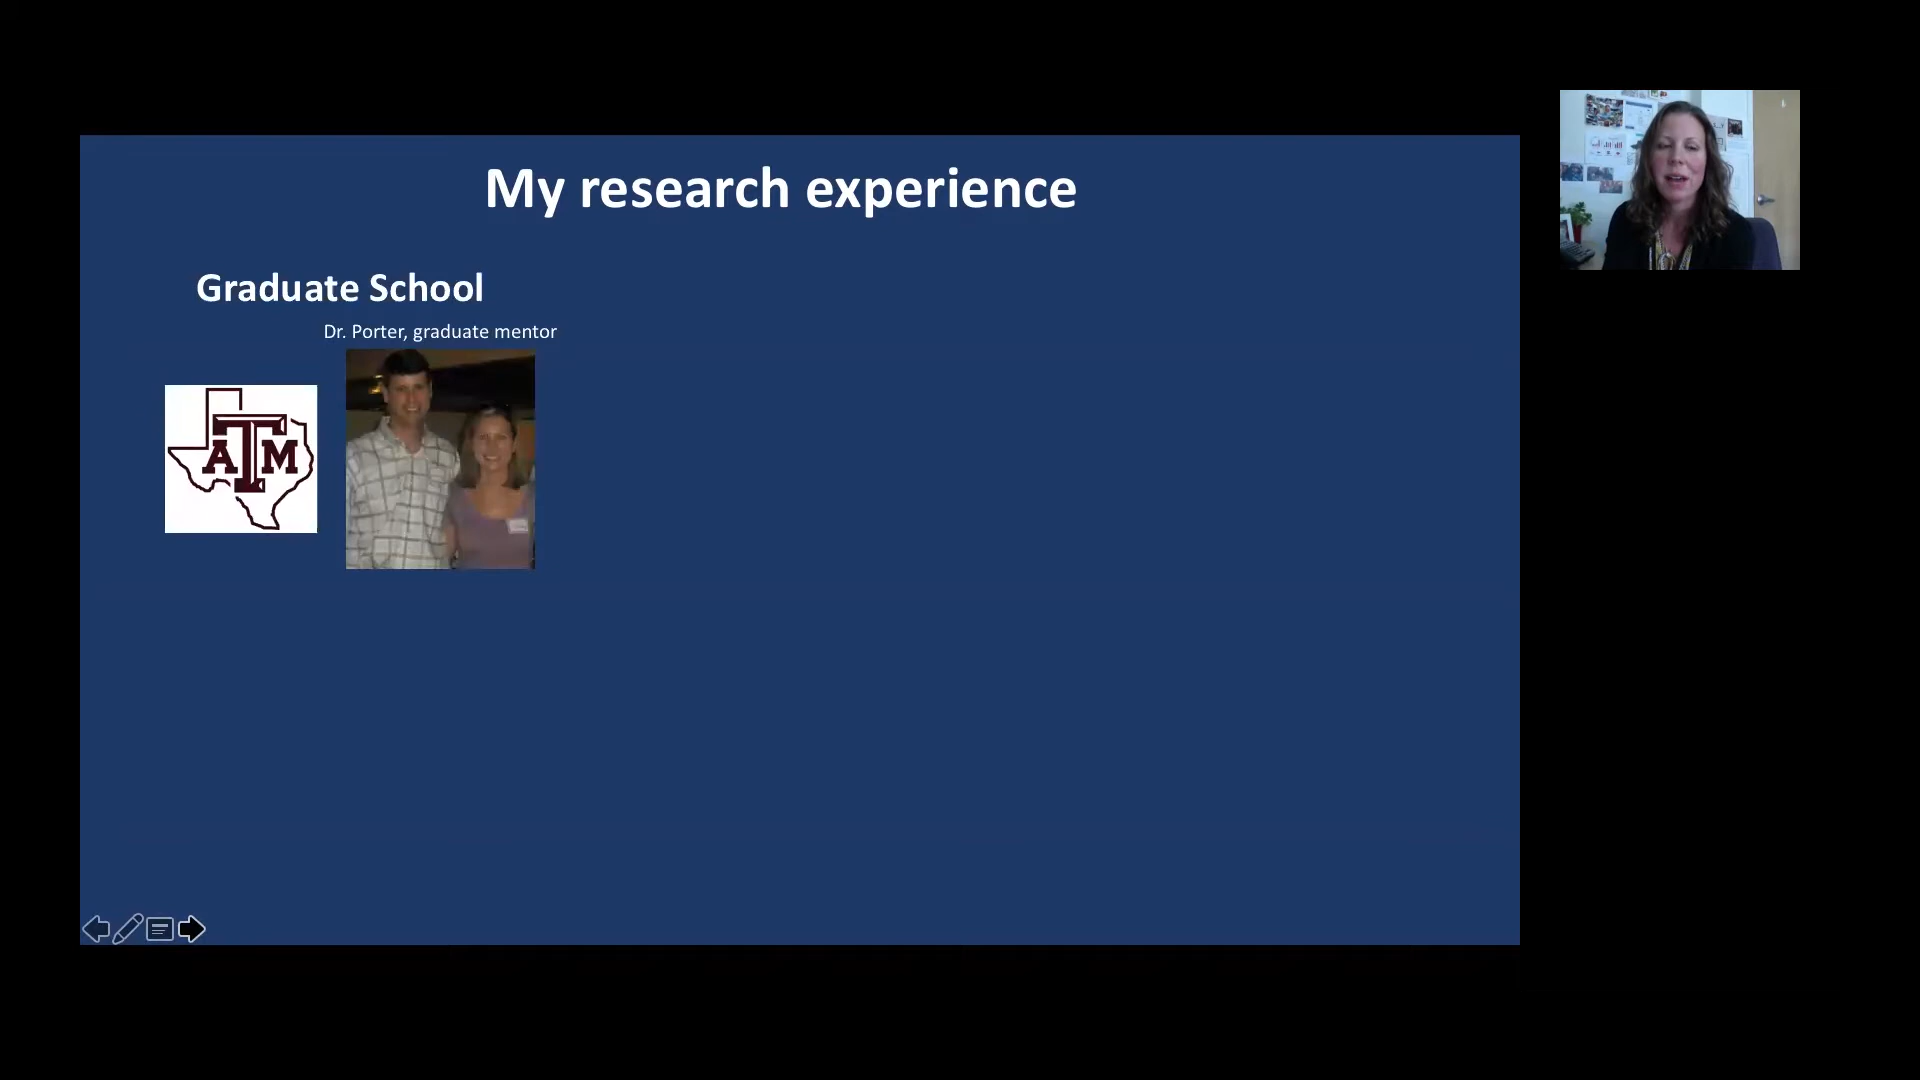 My research experience
Graduate School
Dr. Porter, graduate mentor
ATM